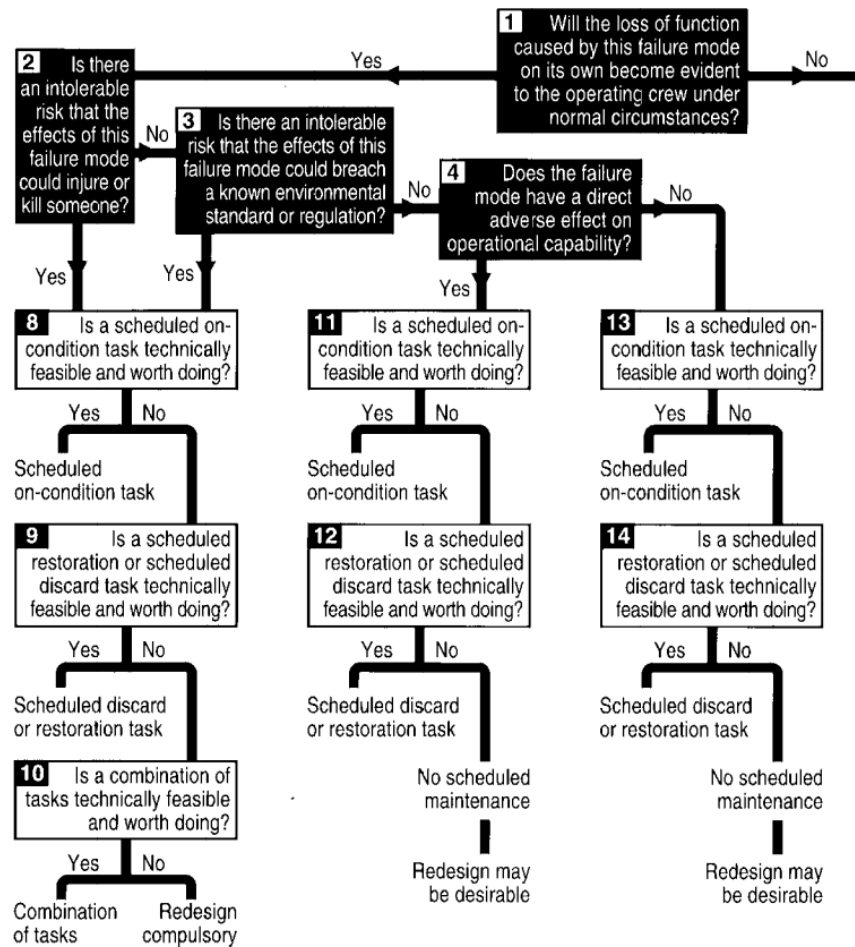 1 Will the loss of function
caused by this failure mode
on its own become evident
to the operating crew under
normal circumstances?
Yes
No
2 Is there
an intolerable
risk that the
effects of this
failure mode
could injure or
kill someone?
No
3 Is there an intolerable
risk that the effects of this
failure mode could breach
a known environmental
standard or regulation?
No
4 Does the failure
mode have a direct
adverse effect on
operational capability?
No
Yes
Yes
Yes
8 Is a scheduled on-
condition task technically
feasible and worth doing?
Yes No
Scheduled
on-condition task
9 Is a scheduled
restoration or scheduled
discard task technically
feasible and worth doing?
Yes No
Scheduled discard
or restoration task
10 Is a combination of
tasks technically feasible
and worth doing?
Yes No
Combination
of tasks
Redesign
compulsory
11 Is a scheduled on-
condition task technically
feasible and worth doing?
Yes No
Scheduled
on-condition task
12 Is a scheduled
restoration or scheduled
discard task technically
feasible and worth doing?
Yes No
Scheduled discard
or restoration task
No scheduled
maintenance
Redesign may
be desirable
13 Is a scheduled on-
condition task technically
feasible and worth doing?
Yes No
Scheduled
on-condition task
14 Is a scheduled
restoration or scheduled
discard task technically
feasible and worth doing?
Yes No
Scheduled discard
or restoration task
No scheduled
maintenance
Redesign may
be desirable